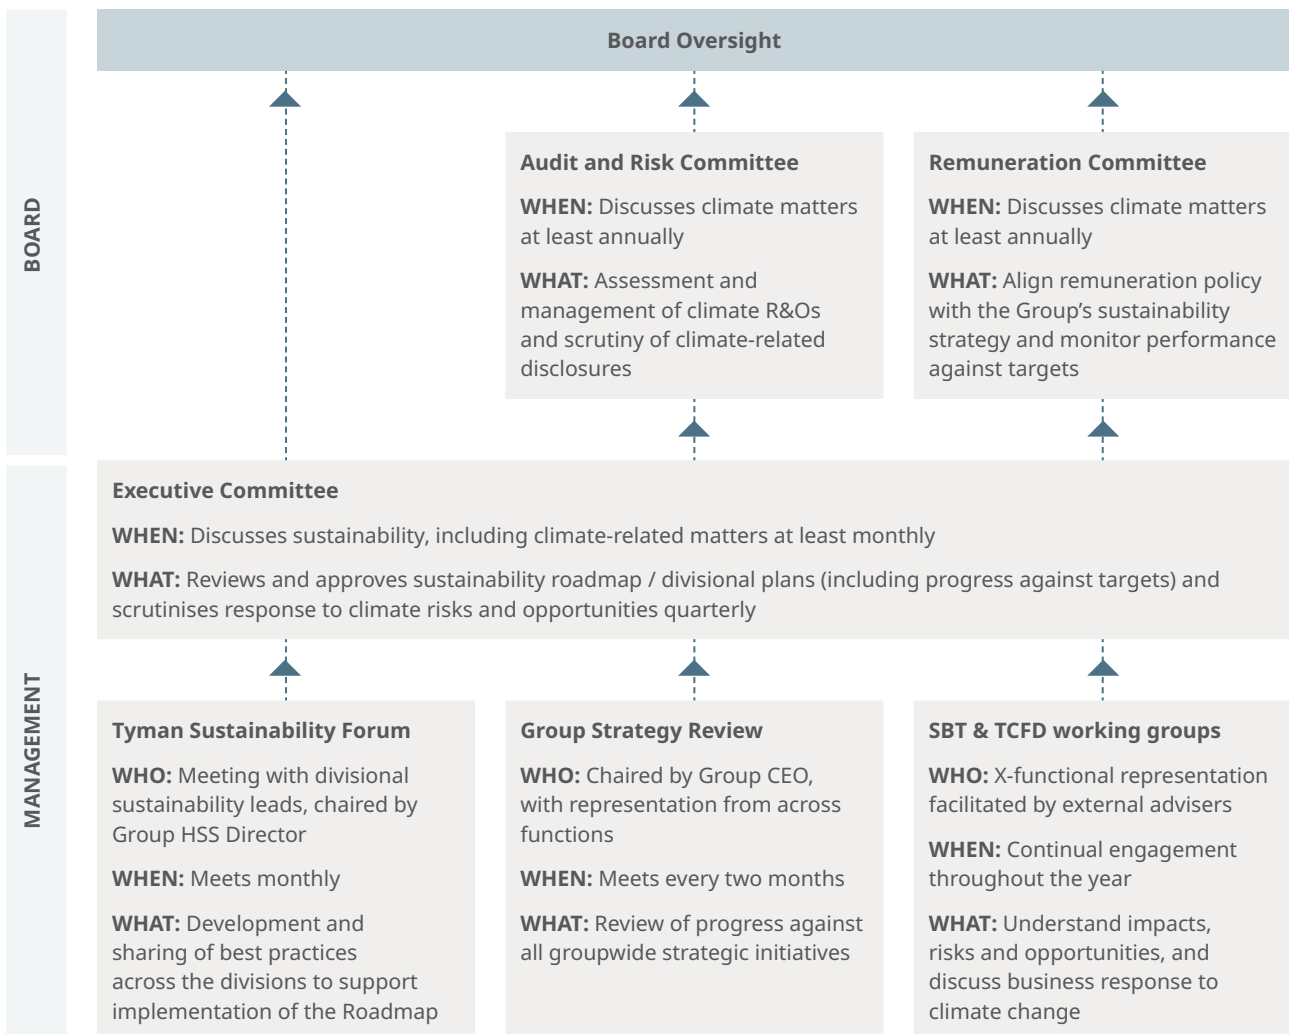 Board Oversight
BOARD
Audit and Risk Committee
WHEN: Discusses climate matters
at least annually
WHAT: Assessment and
management of climate R&Os
and scrutiny of climate-related
disclosures
Remuneration Committee
WHEN: Discusses climate matters
at least annually
WHAT: Align remuneration policy
with the Group’s sustainability
strategy and monitor performance
against targets
MANAGEMENT
Executive Committee
WHEN: Discusses sustainability, including climate-related matters at least monthly
WHAT: Reviews and approves sustainability roadmap / divisional plans (including progress against targets) and
scrutinises response to climate risks and opportunities quarterly
Tyman Sustainability Forum
WHO: Meeting with divisional
sustainability leads, chaired by
Group HSS Director
WHEN: Meets monthly
WHAT: Development and
sharing of best practices
across the divisions to support
implementation of the Roadmap
Group Strategy Review
WHO: Chaired by Group CEO,
with representation from across
functions
WHEN: Meets every two months
WHAT: Review of progress against
all groupwide strategic initiatives
SBT & TCFD working groups
WHO: X-functional representation
facilitated by external advisers
WHEN: Continual engagement
throughout the year
WHAT: Understand impacts,
risks and opportunities, and
discuss business response to
climate change